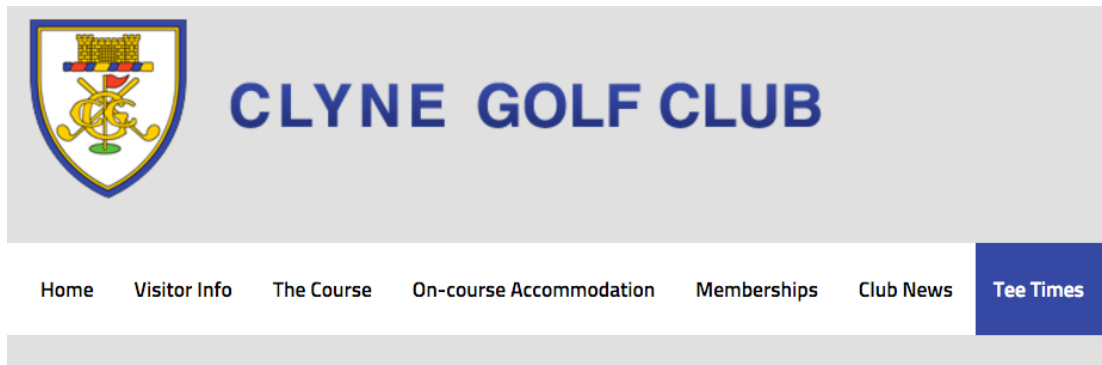 CLYNE GOLF CLUB
Home Visitor Info The Course On-course Accommodation Memberships Club News Tee Times